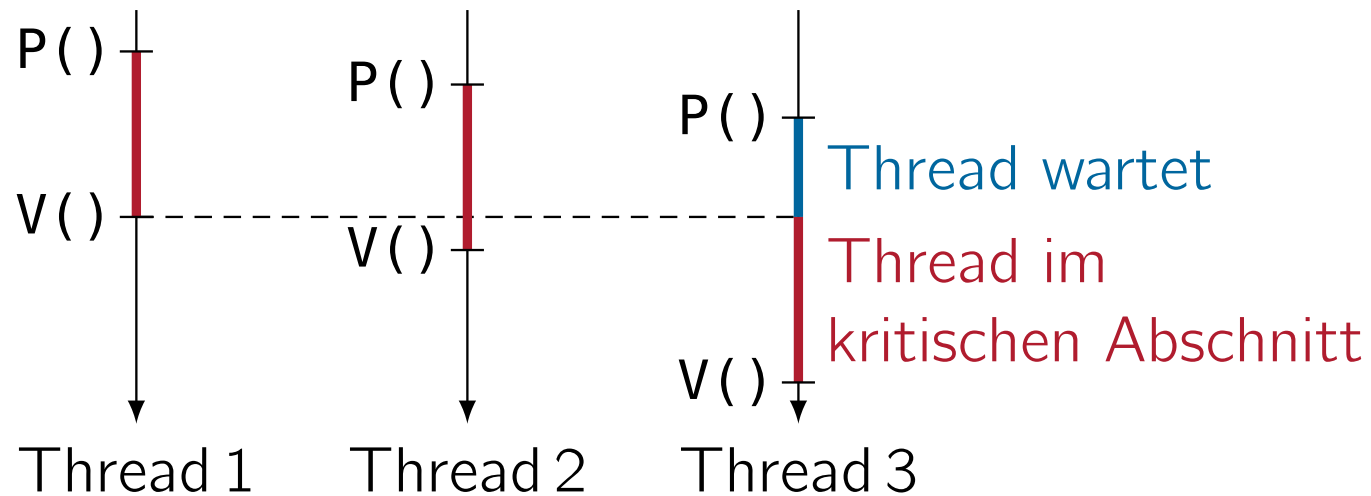 P()
P()
P()
Thread wartet
V()
V()
Thread im
kritischen Abschnitt
V()
Thread 1
Thread 2
Thread 3